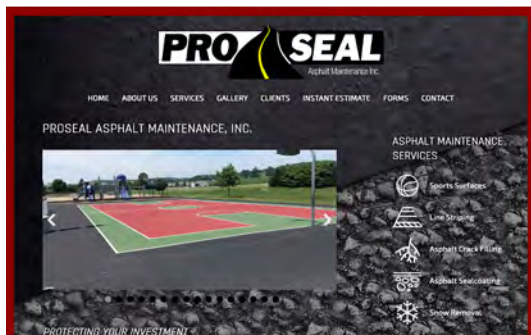 PRO SEAL
Asphalt Maintenance Inc.
HOME ABOUT US SERVICES GALLERY CLIENTS INSTANT ESTIMATE FORMS CONTACT
PROSEAL ASPHALT MAINTENANCE, INC.
ASPHALT MAINTENANCE
SERVICES
Sports Surfaces
Line Striping
Asphalt Crack Filling
Asphalt Sealcoating
Snow Removal
PROTECTING YOUR INVESTMENT